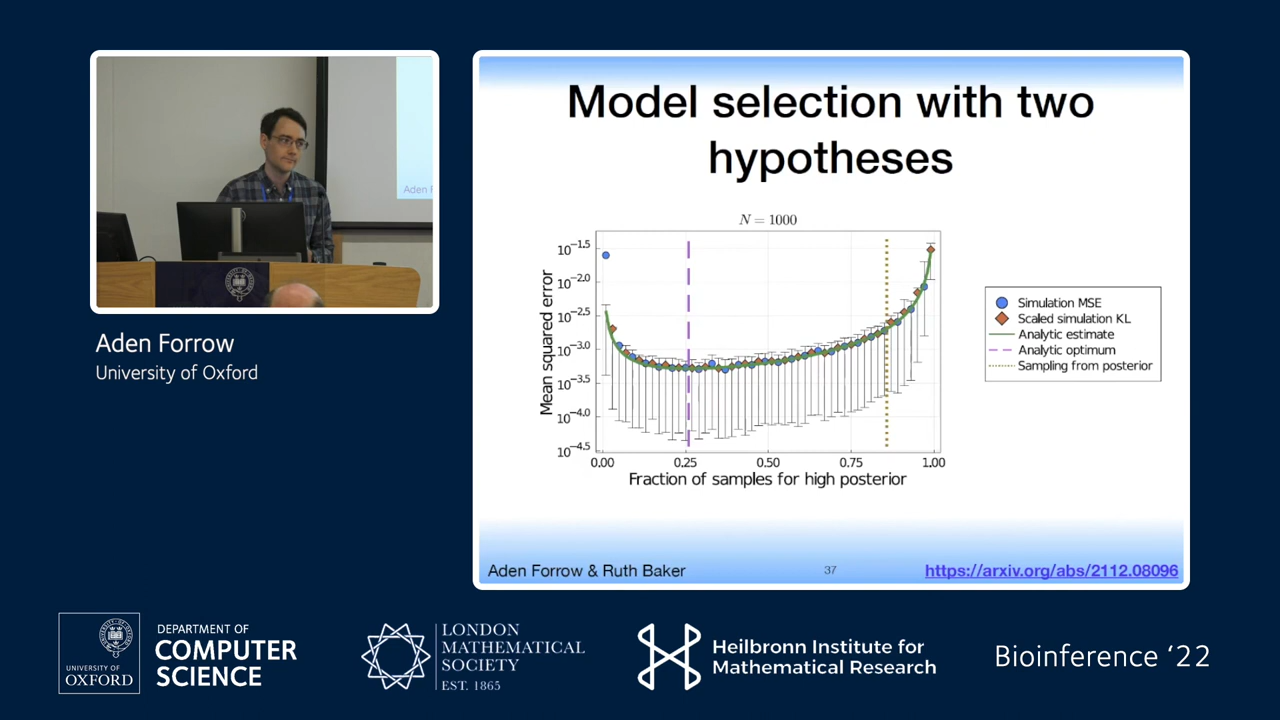 Aden F
Aden Forrow
University of Oxford
Model selection with two
hypotheses
N = 1000
Mean squared error
10^−1.5
10^−2.0
10^−2.5
10^−3.0
10^−3.5
10^−4.0
10^−4.5
0.00 0.25 0.50 0.75 1.00
Fraction of samples for high posterior
Simulation MSE
Scaled simulation KL
Analytic estimate
Analytic optimum
Sampling from posterior
Aden Forrow & Ruth Baker
37
https://arxiv.org/abs/2112.08096
UNIVERSITY OF
OXFORD
DEPARTMENT OF
COMPUTER
SCIENCE
LONDON
MATHEMATICAL
SOCIETY
EST. 1865
Heilbronn Institute for
Mathematical Research
Bioinference ‘22